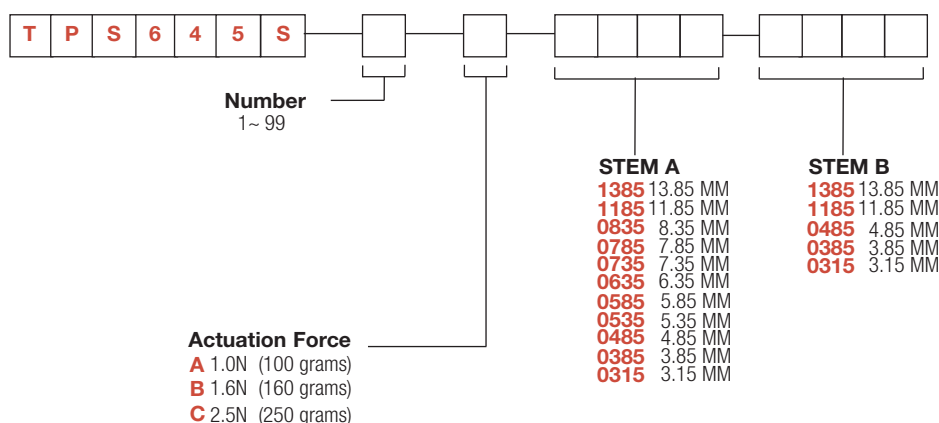 TPS645S
Number
1~ 99
Actuation Force
A 1.0N (100 grams)
B 1.6N (160 grams)
C 2.5N (250 grams)
STEM A
1385 13.85 MM
1185 11.85 MM
0835 8.35 MM
0785 7.85 MM
0735 7.35 MM
0635 6.35 MM
0585 5.85 MM
0535 5.35 MM
0485 4.85 MM
0385 3.85 MM
0315 3.15 MM
STEM B
1385 13.85 MM
1185 11.85 MM
0485 4.85 MM
0385 3.85 MM
0315 3.15 MM